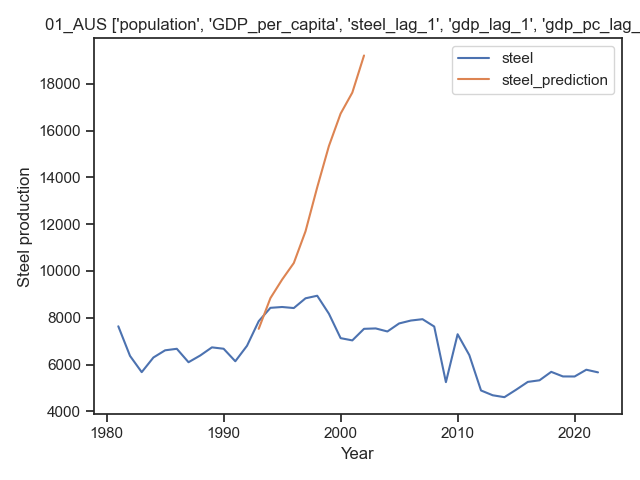 01_AUS ['population', 'GDP_per_capita', 'steel_lag_1', 'gdp_lag_1', 'gdp_pc_lag_
steel
steel_prediction
18000
16000
14000
12000
10000
8000
6000
4000
Steel production
1980
1990
2000
2010
2020
Year